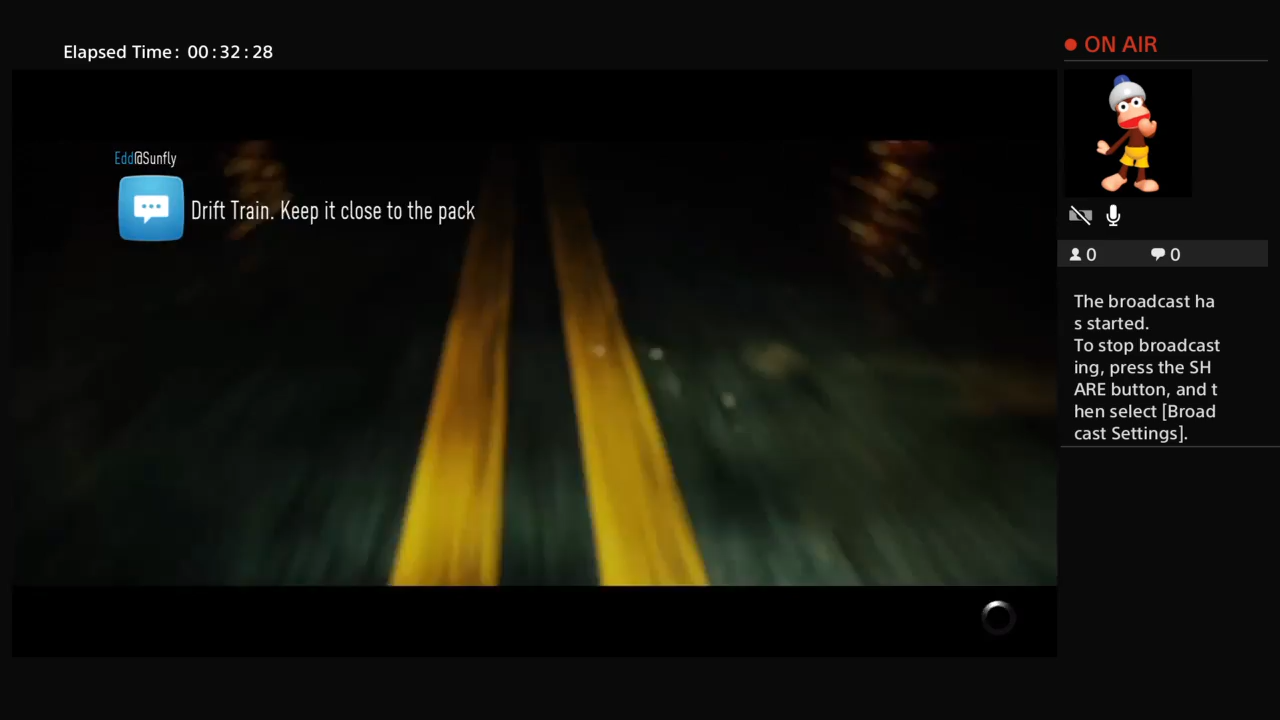 Elapsed Time: 00:32:28
ON AIR
Edd@Sunfly
Drift Train. Keep it close to the pack
0
0
The broadcast ha
s started.
To stop broadcast
ing, press the SH
ARE button, and t
hen select [Broad
cast Settings].